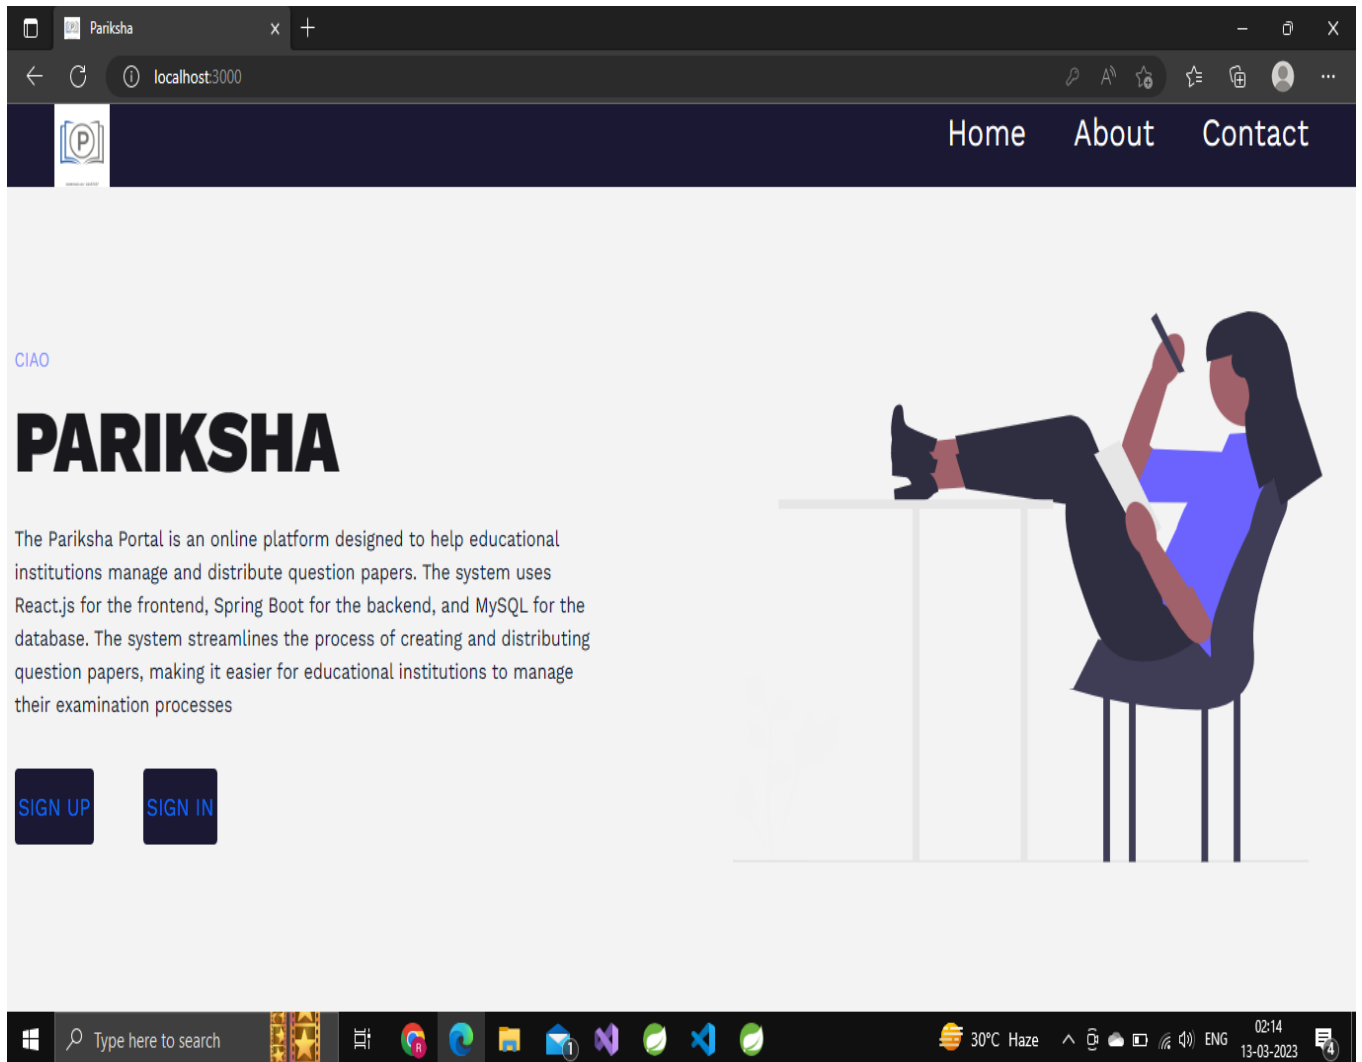 Pariksha
localhost:3000
P
Home About Contact
CIAO
PARIKSHA
The Pariksha Portal is an online platform designed to help educational
institutions manage and distribute question papers. The system uses
React.js for the frontend, Spring Boot for the backend, and MySQL for the
database. The system streamlines the process of creating and distributing
question papers, making it easier for educational institutions to manage
their examination processes
SIGN UP SIGN IN
Type here to search
30°C Haze
ENG
02:14
13-03-2023
4